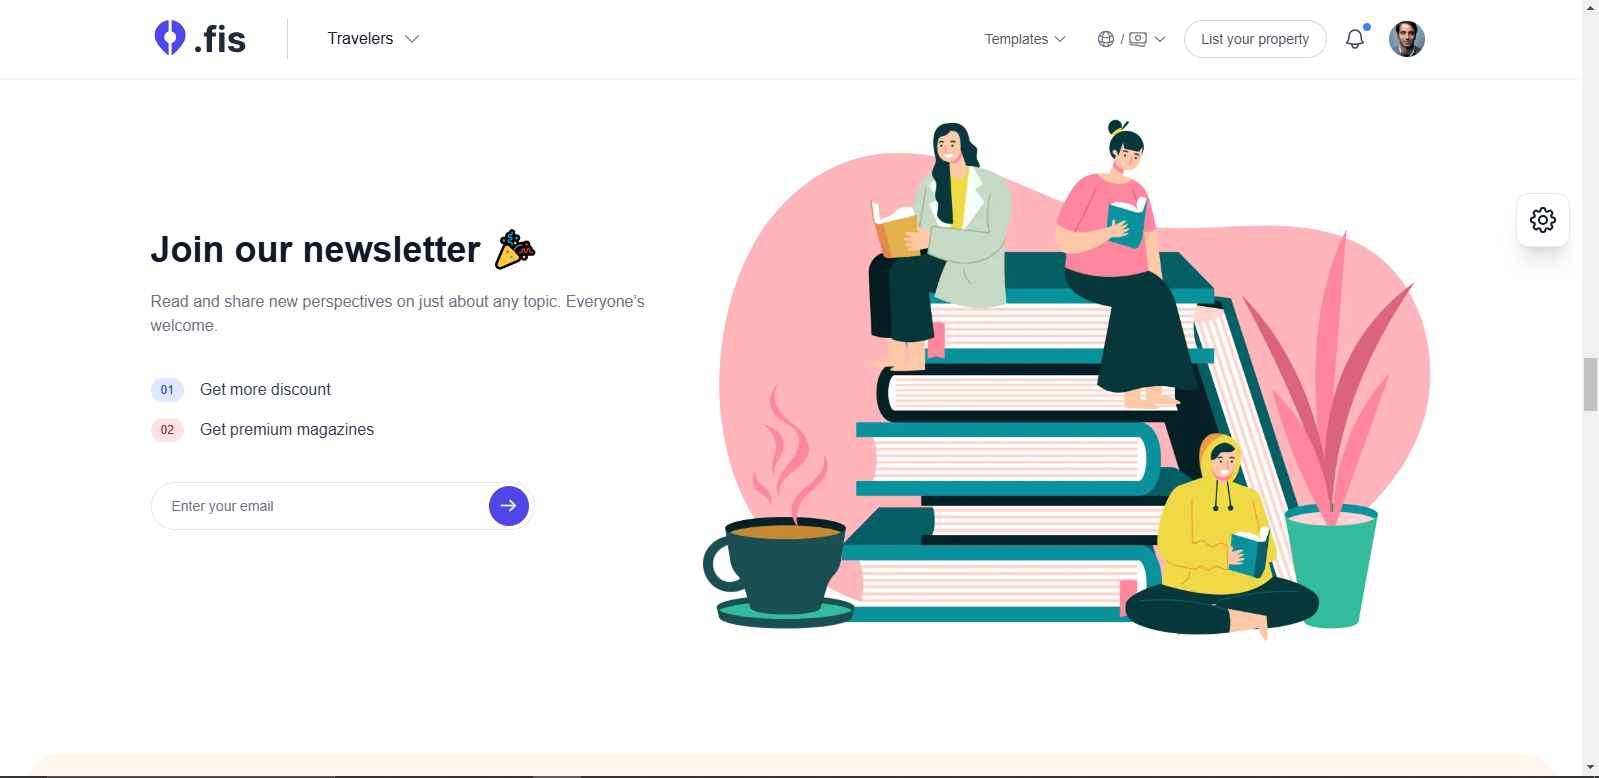 .fis
Travelers
Templates
/
List your property
Join our newsletter 🎉
Read and share new perspectives on just about any topic. Everyone’s
welcome.
01 Get more discount
02 Get premium magazines
Enter your email